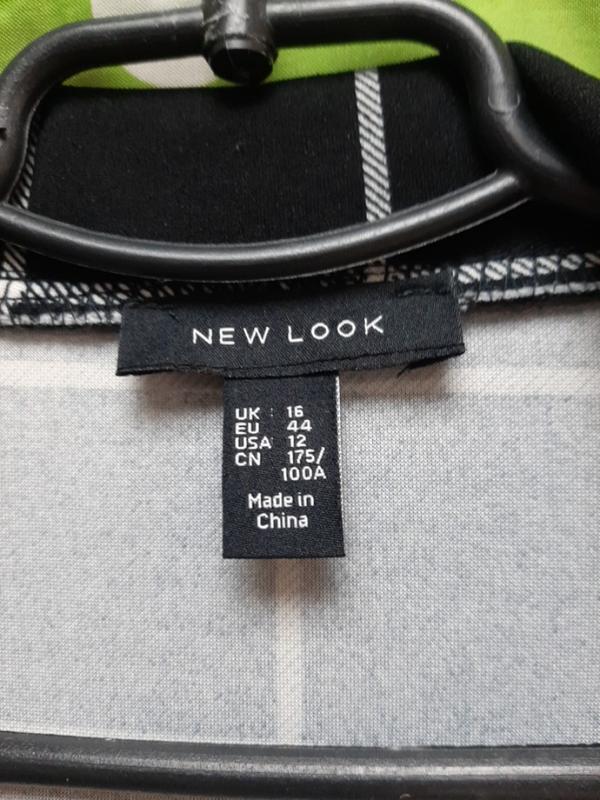 NEW LOOK
UK : 16
EU 44
USA 12
CN 175/
100A
Made in
China